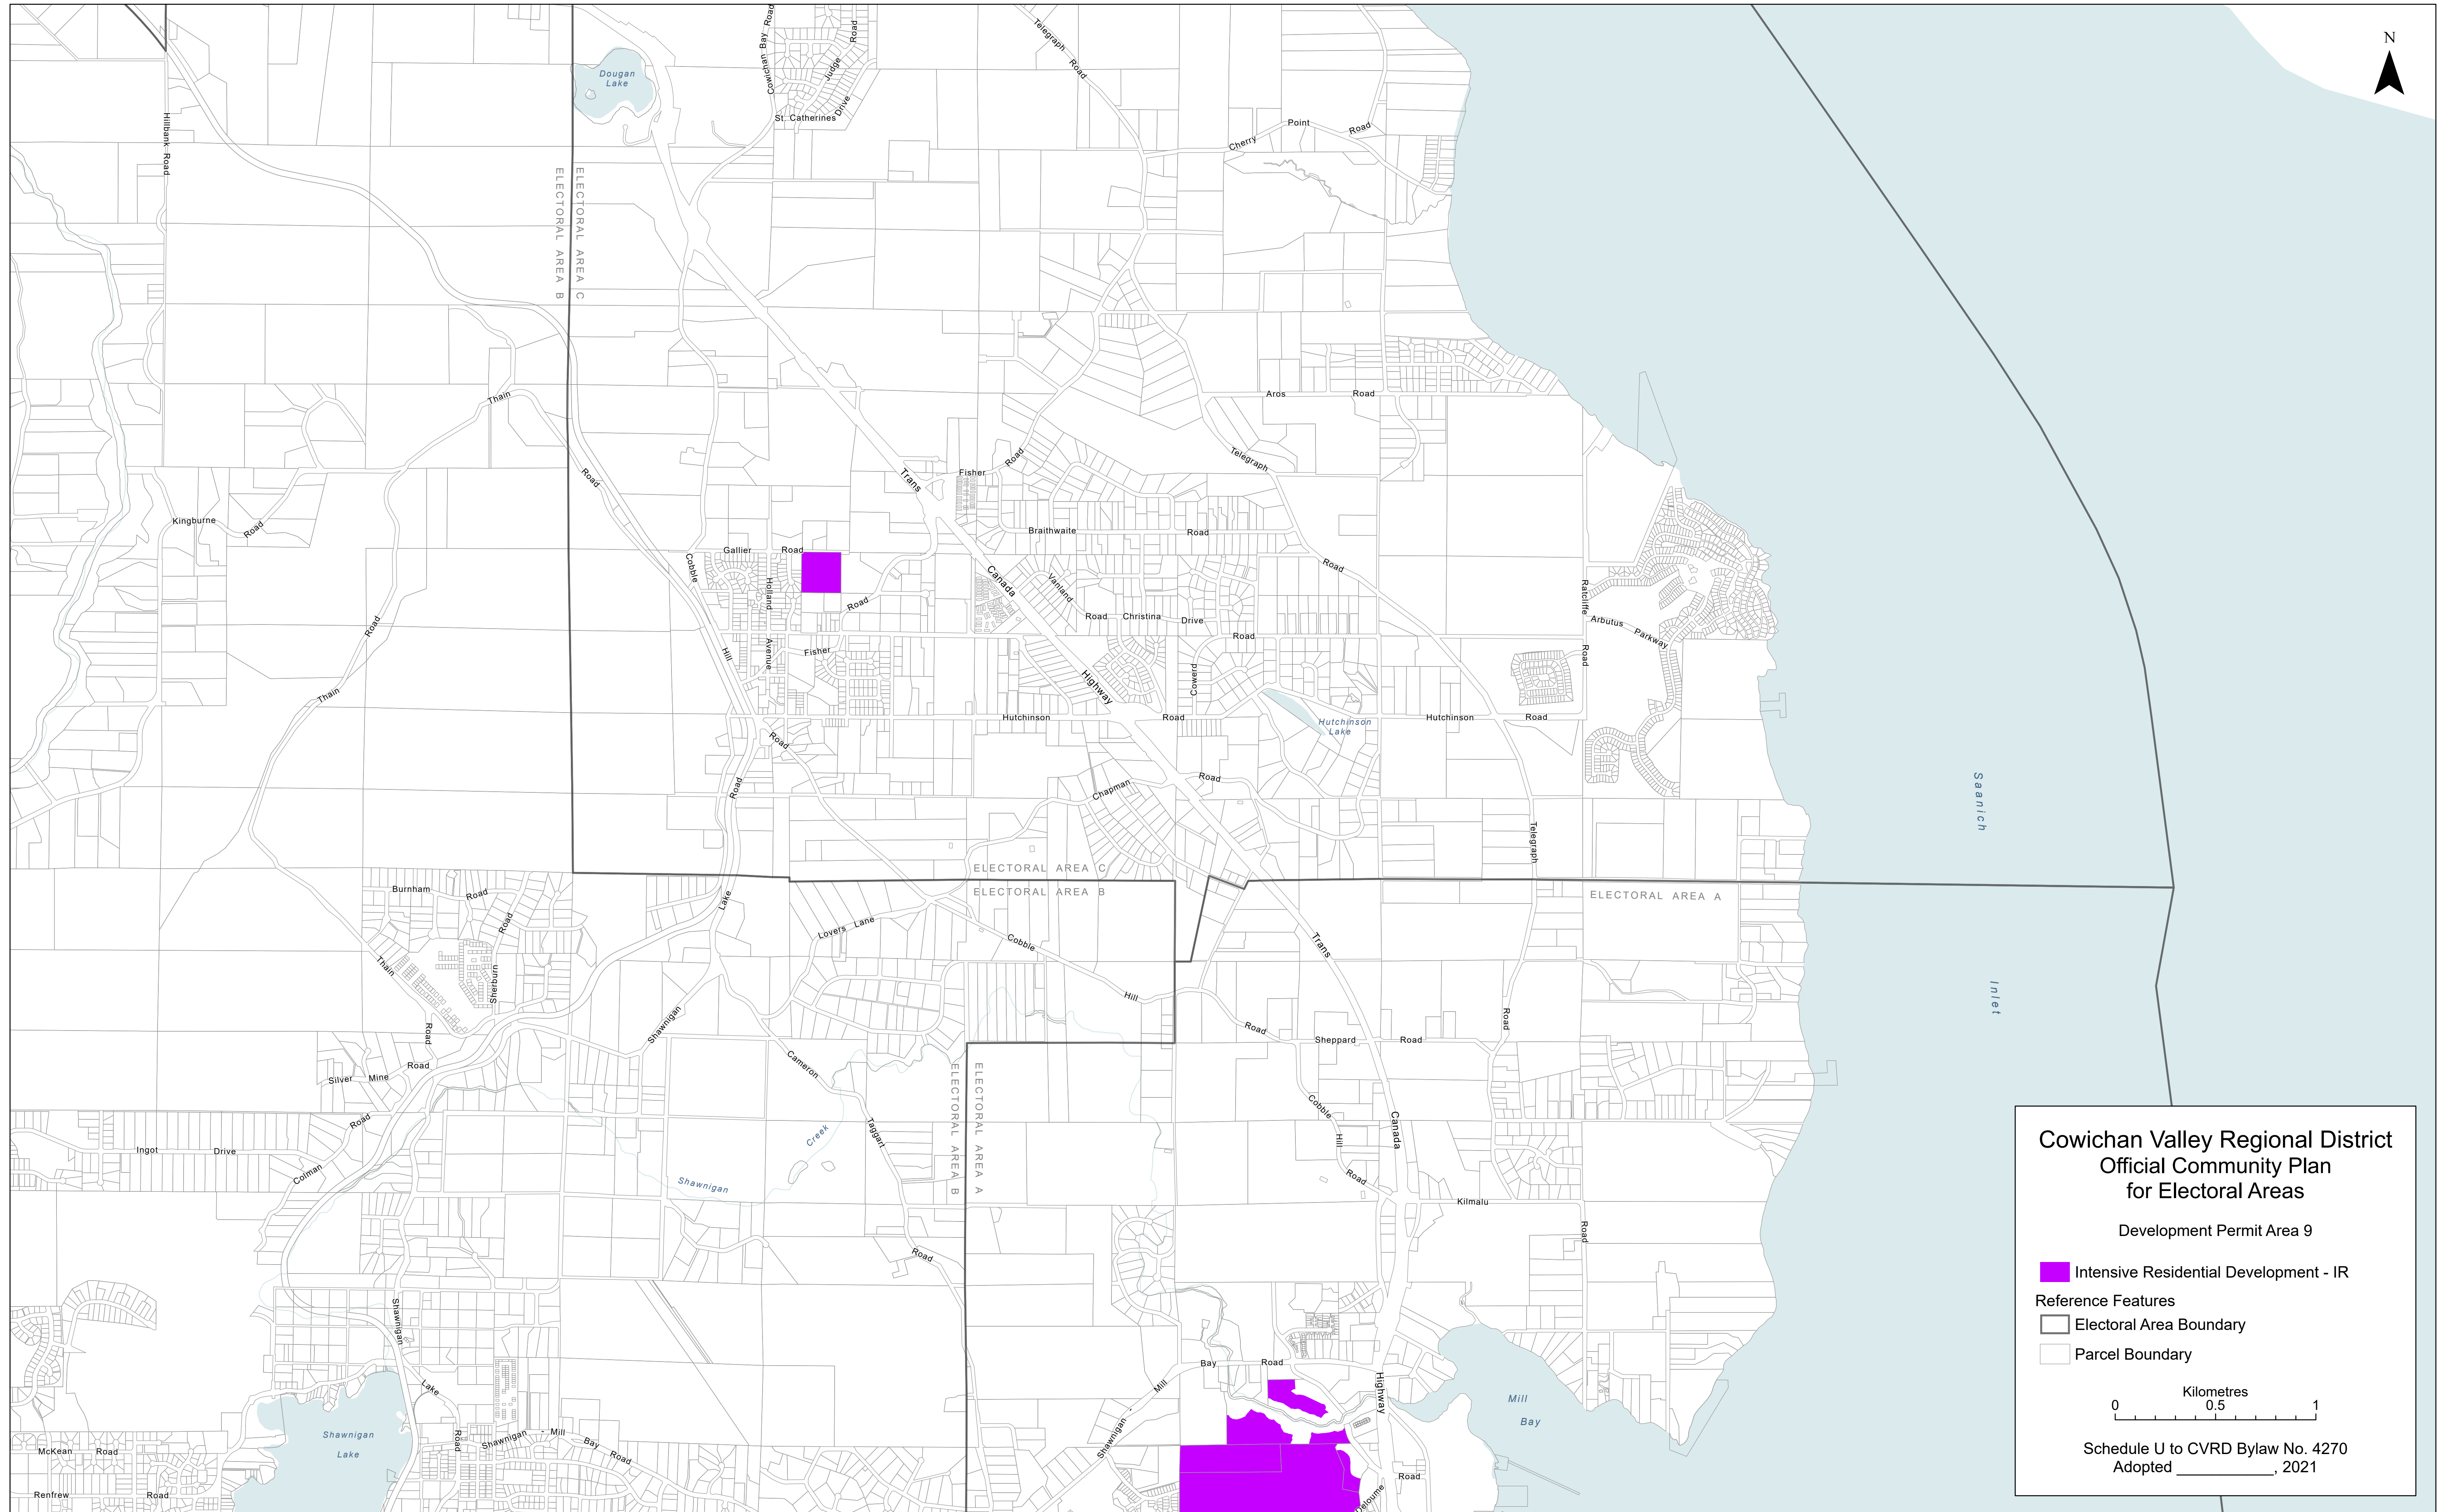 N
Dougan
Lake
Cowichan Bay Road
Judge
Road
St. Catherines
Drive
Telegraph
Road
Cherry
Point
Road
Hillbank Road
ELECTORAL AREA B
ELECTORAL AREA C
Thain
Road
Kingburne
Road
Trans
Fisher
Road
Telegraph
Aros
Road
Braithwaite
Road
Gallier
Road
Cobble
Holland
Canada
Vanland
Road
Road
Christina
Drive
Road
Road
Ratcliffe
Arbutus
Parkway
Road
Road
Thain
Hill
Avenue
Fisher
Highway
Coward
Hutchinson
Road
Hutchinson
Lake
Hutchinson
Road
Road
Road
Chapman
Road
Telegraph
Saanich
ELECTORAL AREA C
ELECTORAL AREA B
ELECTORAL AREA A
Burnham
Road
Road
Lake
Lovers
Lane
Cobble
Trans
Thain
Sherburn
Hill
Inlet
Road
Shawnigan
Road
Sheppard
Road
Road
Cameron
Silver
Mine
Road
ELECTORAL AREA B
ELECTORAL AREA A
Cobble
Hill
Canada
Road
Taggart
Creek
Ingot
Drive
Colman
Shawnigan
Road
Kilmalu
Road
Road
Shawnigan
Bay
Road
Mill
Highway
Lake
Mill
Bay
Shawnigan
Lake
Road
Shawnigan
-
Mill
Bay
Road
Shawnigan
-
McKean
Road
Renfrew
Road
Road
Deloume
Cowichan Valley Regional District
Official Community Plan
for Electoral Areas
Development Permit Area 9
Intensive Residential Development - IR
Reference Features
Electoral Area Boundary
Parcel Boundary
Kilometres
0 0.5 1
Schedule U to CVRD Bylaw No. 4270
Adopted ____________, 2021